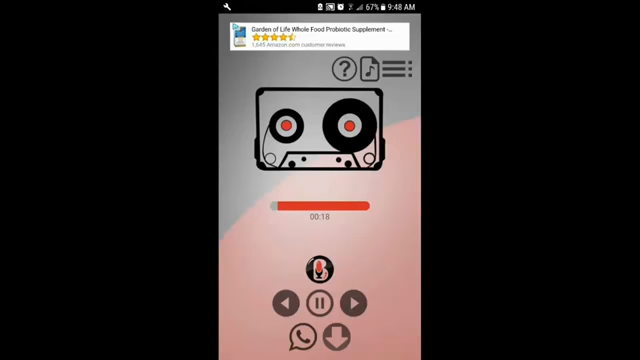 67% 9:48 AM
Garden of Life Whole Food Probiotic Supplement -...
1,645 Amazon.com customer reviews
?
00:18
B